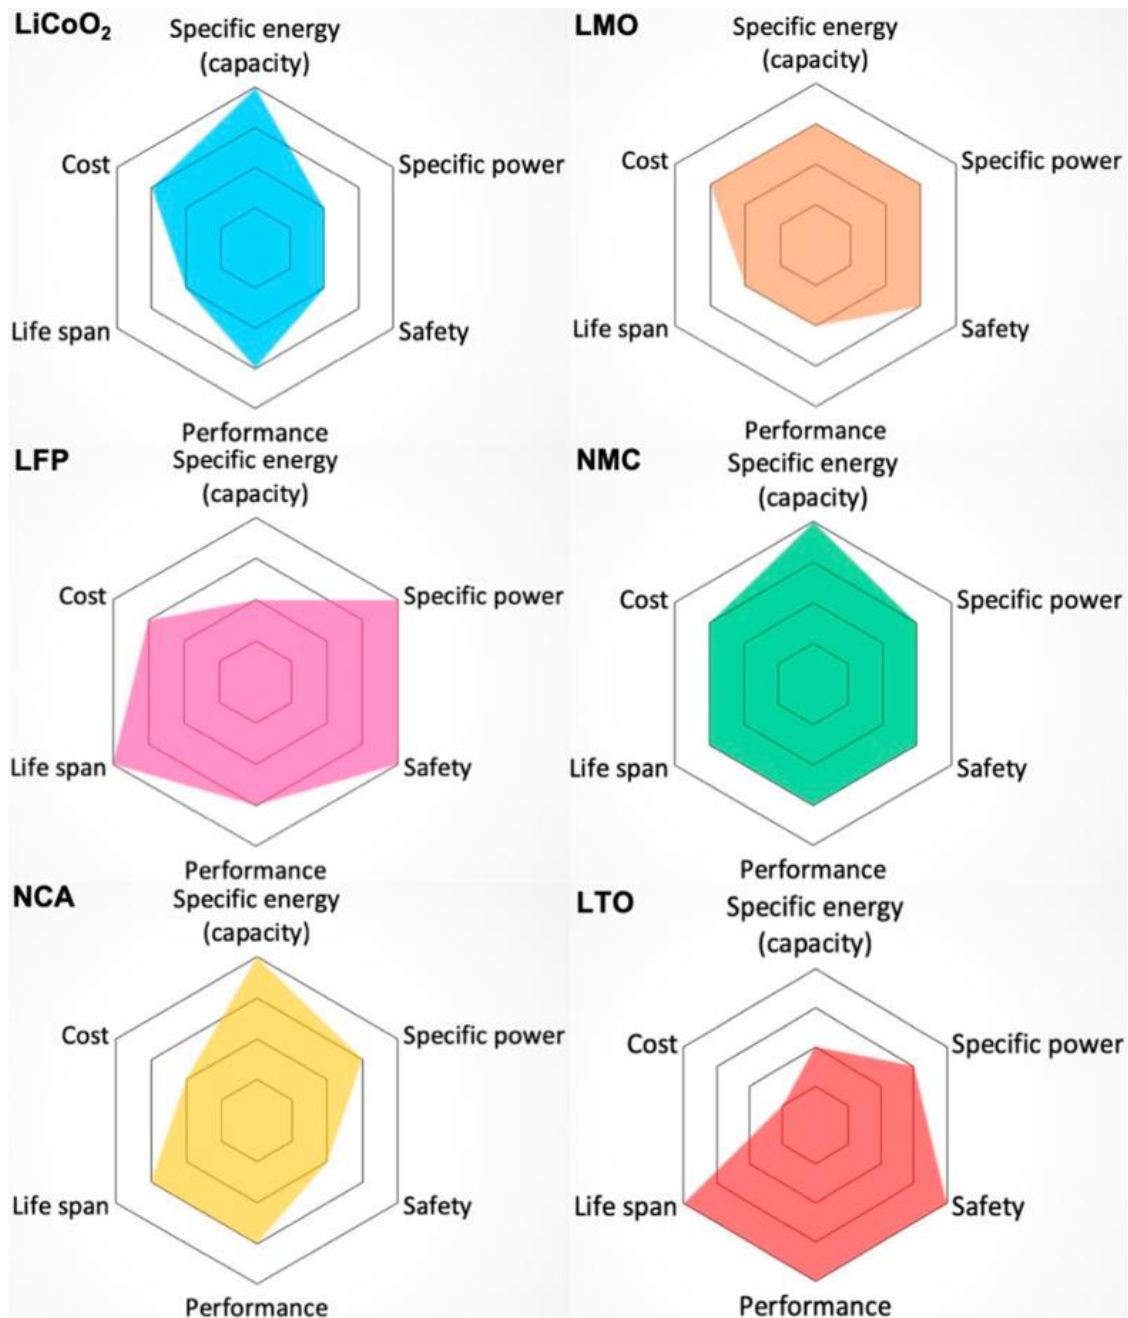 LiCoO₂
Specific energy
(capacity)
Cost
Specific power
Life span
Safety
Performance
LMO
Specific energy
(capacity)
Cost
Specific power
Life span
Safety
Performance
LFP
Specific energy
(capacity)
Cost
Specific power
Life span
Safety
Performance
NMC
Specific energy
(capacity)
Cost
Specific power
Life span
Safety
Performance
NCA
Specific energy
(capacity)
Cost
Specific power
Life span
Safety
Performance
LTO
Specific energy
(capacity)
Cost
Specific power
Life span
Safety
Performance